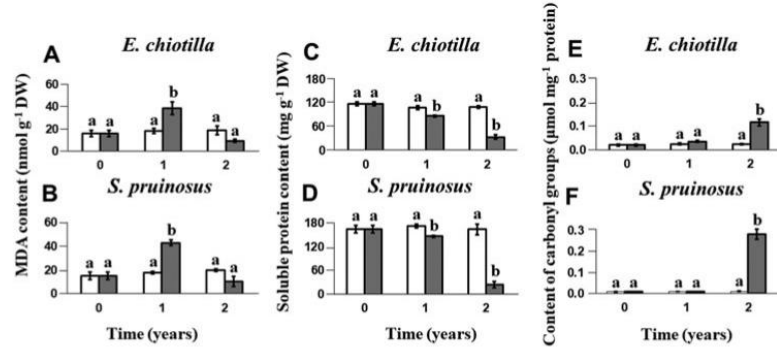 A
E. chiotilla
MDA content (nmol g⁻¹ DW)
60
40
20
0
a a
a b
a a
0 1 2
B
S. pruinosus
60
40
20
0
a a
a b
a a
0 1 2
Time (years)
C
E. chiotilla
Soluble protein content (mg g⁻¹ DW)
180
120
60
0
a a
a b
a b
0 1 2
D
S. pruinosus
180
120
60
0
a a
a b
a b
0 1 2
Time (years)
E
E. chiotilla
Content of carbonyl groups (µmol mg⁻¹ protein)
0.3
0.2
0.1
0.0
a a
a a
a b
0 1 2
F
S. pruinosus
0.3
0.2
0.1
0.0
a a
a a
a b
0 1 2
Time (years)